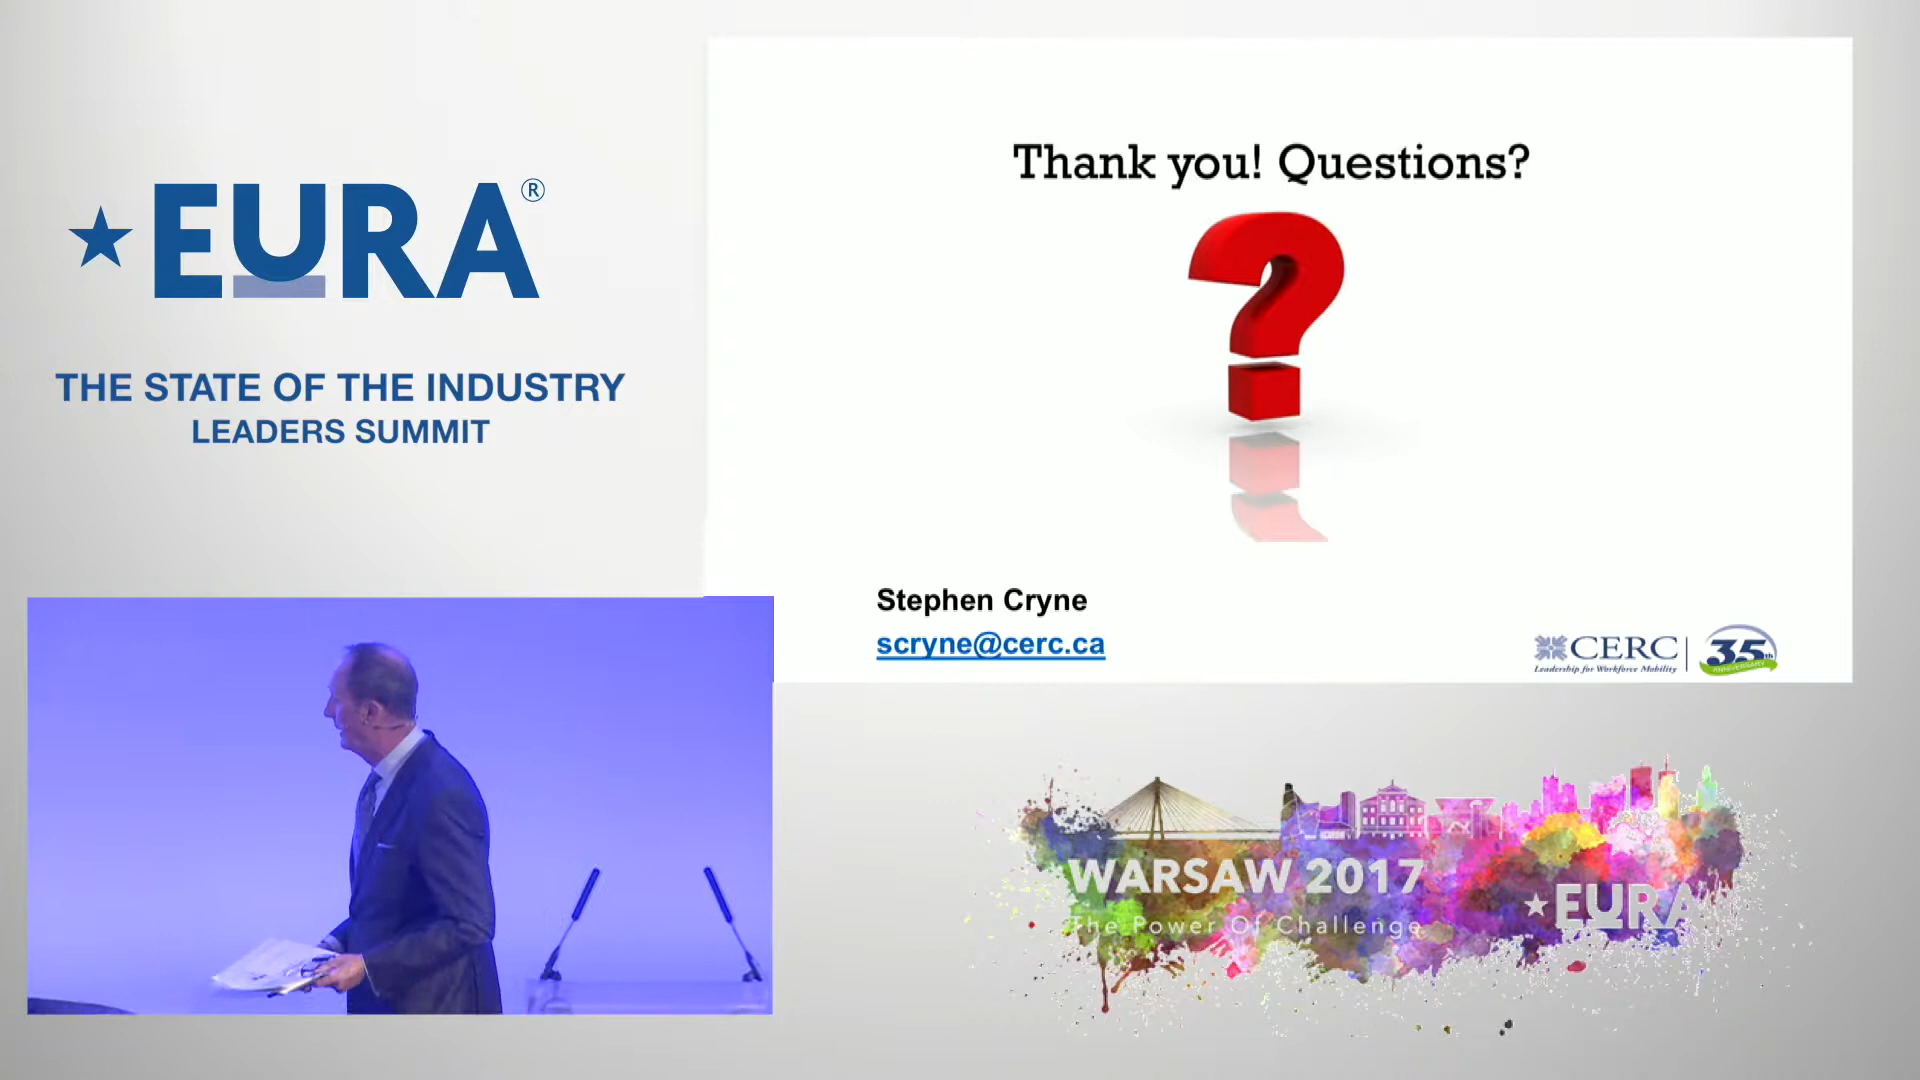 EURA®
THE STATE OF THE INDUSTRY
LEADERS SUMMIT
Thank you! Questions?
?
Stephen Cryne
scryne@cerc.ca
CERC
Leadership for Workforce Mobility
35th
ANNIVERSARY
WARSAW 2017
The Power Of Challenge
EURA